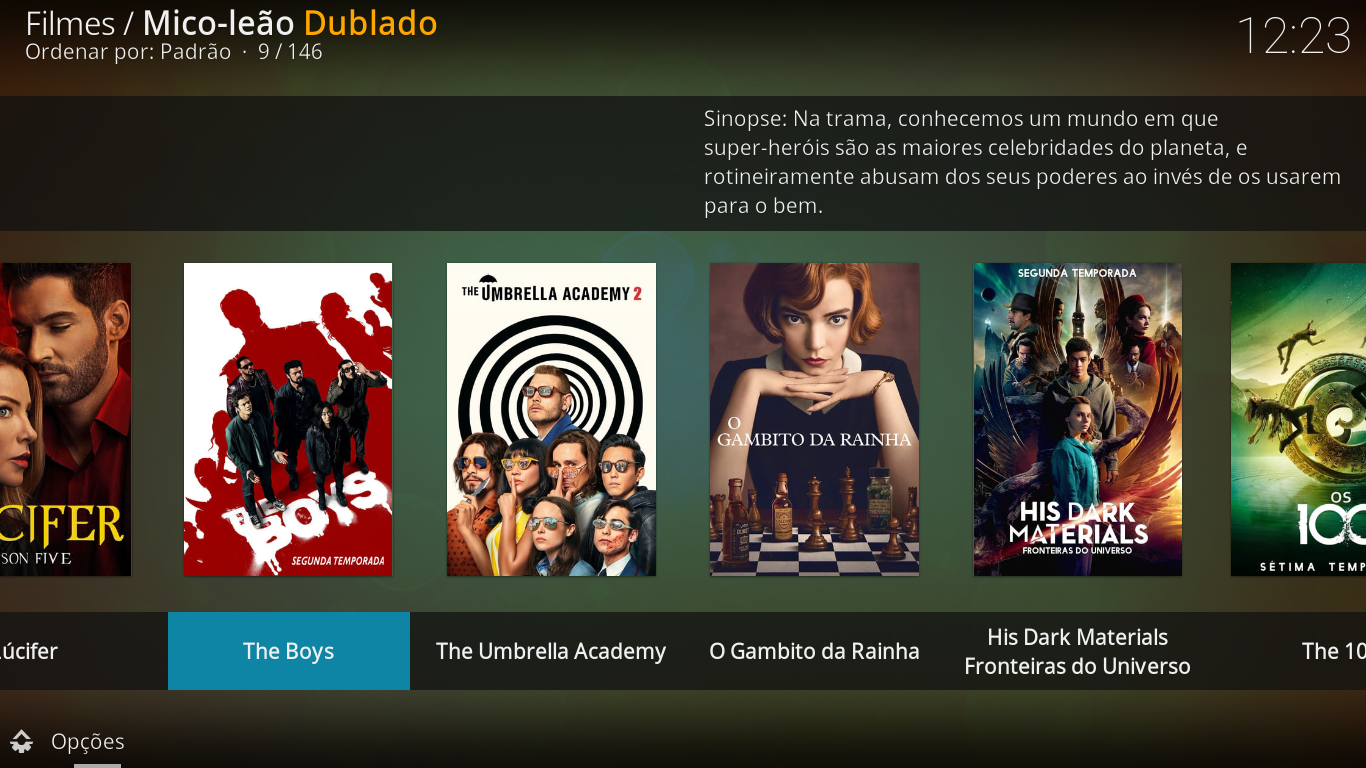 Filmes / Mico-leão Dublado
Ordenar por: Padrão · 9 / 146
12:23
Sinopse: Na trama, conhecemos um mundo em que
super-heróis são as maiores celebridades do planeta, e
rotineiramente abusam dos seus poderes ao invés de os usarem
para o bem.
CIFER
SON FIVE
BOYS
SEGUNDA TEMPORADA
THE UMBRELLA ACADEMY 2
O
GAMBITO DA RAINHA
SEGUNDA TEMPORADA
HIS DARK
MATERIALS
FRONTEIRAS DO UNIVERSO
OS
100
SÉTIMA TEMP
úcifer
The Boys
The Umbrella Academy
O Gambito da Rainha
His Dark Materials
Fronteiras do Universo
The 10
Opções